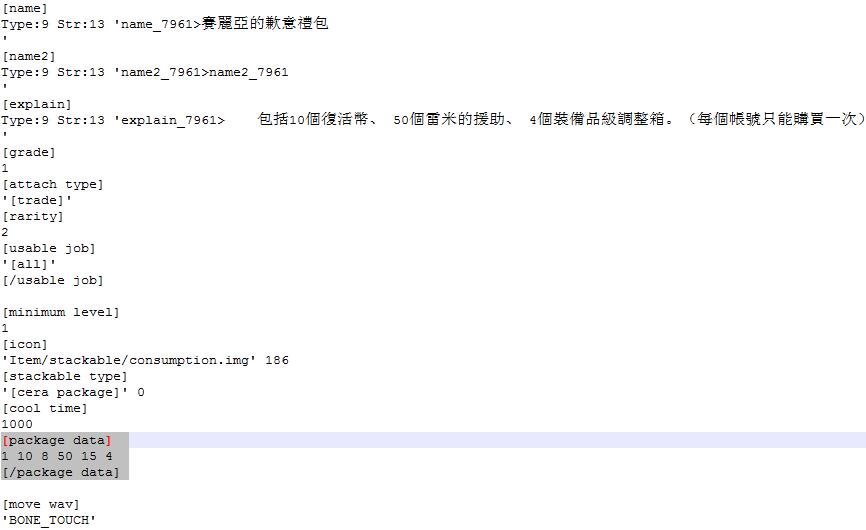 [name]
Type:9 Str:13 'name_7961>賽麗亞的歉意禮包
'
[name2]
Type:9 Str:13 'name2_7961>name2_7961
'
[explain]
Type:9 Str:13 'explain_7961>    包括10個復活幣、 50個雷米的援助、 4個裝備品級調整箱。（每個帳號只能購買一次）
'
[grade]
1
[attach type]
'[trade]'
[rarity]
2
[usable job]
'[all]'
[/usable job]
[minimum level]
1
[icon]
'Item/stackable/consumption.img' 186
[stackable type]
'[cera package]' 0
[cool time]
1000
[package data]
1 10 8 50 15 4
[/package data]
[move wav]
'BONE_TOUCH'